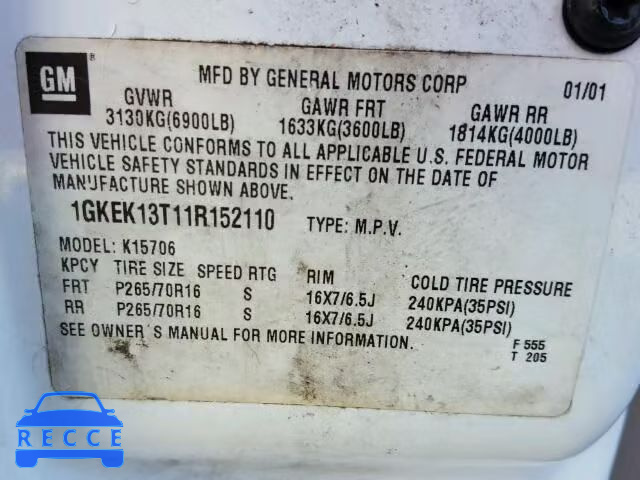 GM ®
MFD BY GENERAL MOTORS CORP 01/01
GVWR GAWR FRT GAWR RR
3130KG(6900LB) 1633KG(3600LB) 1814KG(4000LB)
THIS VEHICLE CONFORMS TO ALL APPLICABLE U.S. FEDERAL MOTOR
VEHICLE SAFETY STANDARDS IN EFFECT ON THE DATE OF
MANUFACTURE SHOWN ABOVE.
1GKEK13T11R152110 TYPE: M.P.V.
MODEL: K15706
KPCY TIRE SIZE SPEED RTG RIM COLD TIRE PRESSURE
FRT P265/70R16 S 16X7/6.5J 240KPA(35PSI)
RR P265/70R16 S 16X7/6.5J 240KPA(35PSI)
SEE OWNER'S MANUAL FOR MORE INFORMATION.
F 555
T 205
RECCE